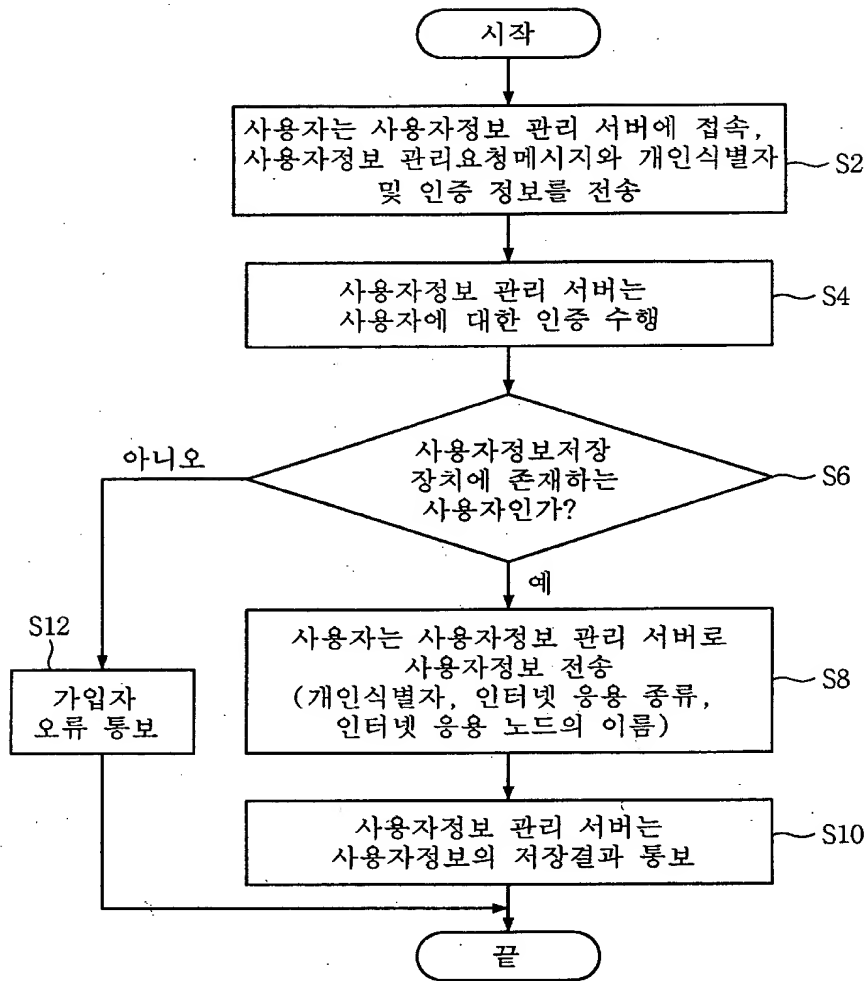 시작
사용자는 사용자정보 관리 서버에 접속,
사용자정보 관리요청메시지와 개인식별자
및 인증 정보를 전송
S2
사용자정보 관리 서버는
사용자에 대한 인증 수행
S4
사용자정보저장
장치에 존재하는
사용자인가?
S6
아니오
예
S12
가입자
오류 통보
사용자는 사용자정보 관리 서버로
사용자정보 전송
(개인식별자, 인터넷 응용 종류,
인터넷 응용 노드의 이름)
S8
사용자정보 관리 서버는
사용자정보의 저장결과 통보
S10
끝